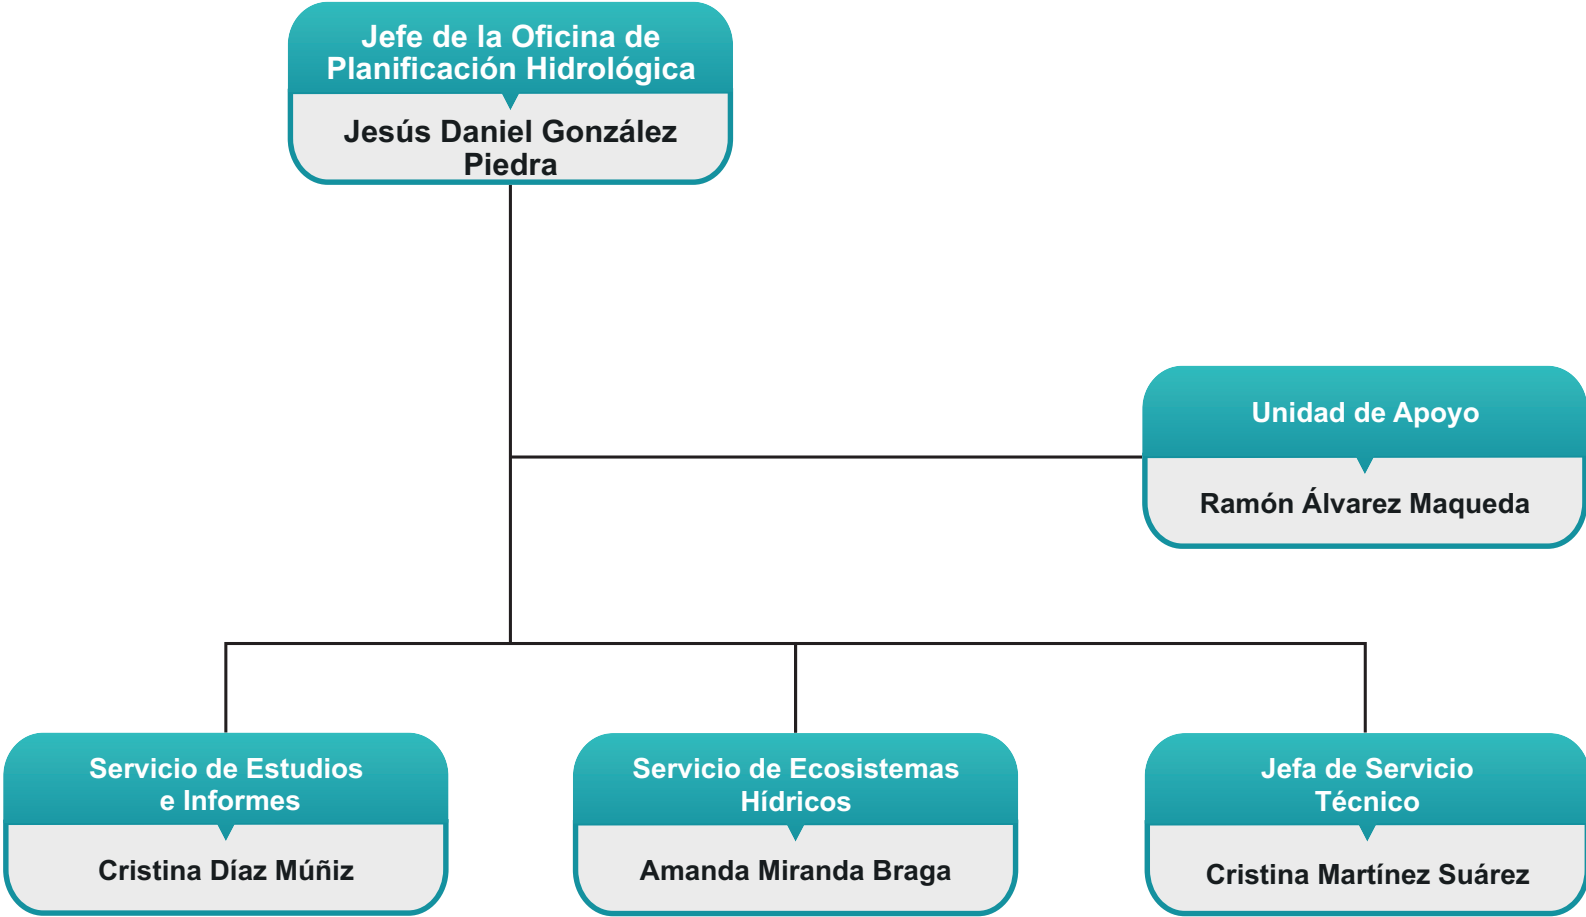 Jefe de la Oficina de
Planificación Hidrológica
Jesús Daniel González
Piedra
Unidad de Apoyo
Ramón Álvarez Maqueda
Servicio de Estudios
e Informes
Cristina Díaz Múñiz
Servicio de Ecosistemas
Hídricos
Amanda Miranda Braga
Jefa de Servicio
Técnico
Cristina Martínez Suárez